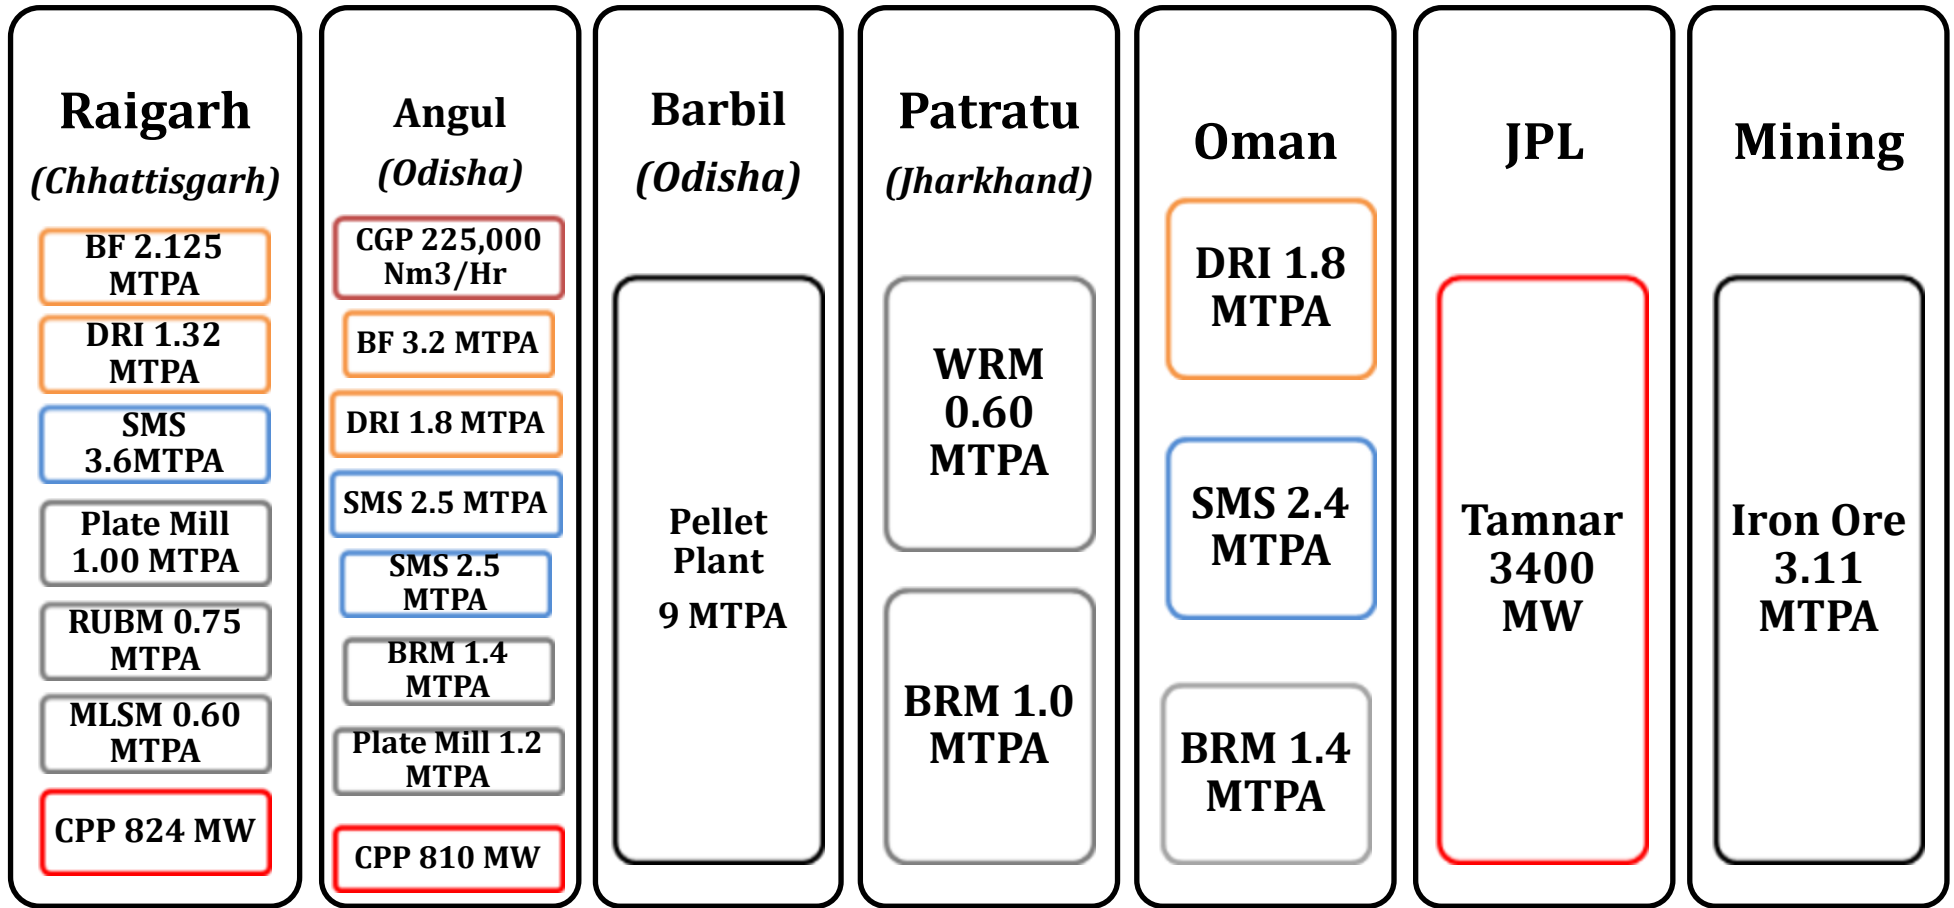 Raigarh
(Chhattisgarh)
BF 2.125
MTPA
DRI 1.32
MTPA
SMS
3.6MTPA
Plate Mill
1.00 MTPA
RUBM 0.75
MTPA
MLSM 0.60
MTPA
CPP 824 MW
Angul
(Odisha)
CGP 225,000
Nm3/Hr
BF 3.2 MTPA
DRI 1.8 MTPA
SMS 2.5 MTPA
SMS 2.5
MTPA
BRM 1.4
MTPA
Plate Mill 1.2
MTPA
CPP 810 MW
Barbil
(Odisha)
Pellet
Plant
9 MTPA
Patratu
(Jharkhand)
WRM
0.60
MTPA
BRM 1.0
MTPA
Oman
DRI 1.8
MTPA
SMS 2.4
MTPA
BRM 1.4
MTPA
JPL
Tamnar
3400
MW
Mining
Iron Ore
3.11
MTPA